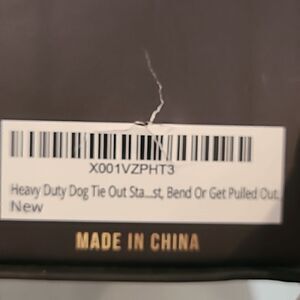 X001VZPHT3
Heavy Duty Dog Tie Out Sta...st, Bend Or Get Pulled Out.
New
MADE IN CHINA